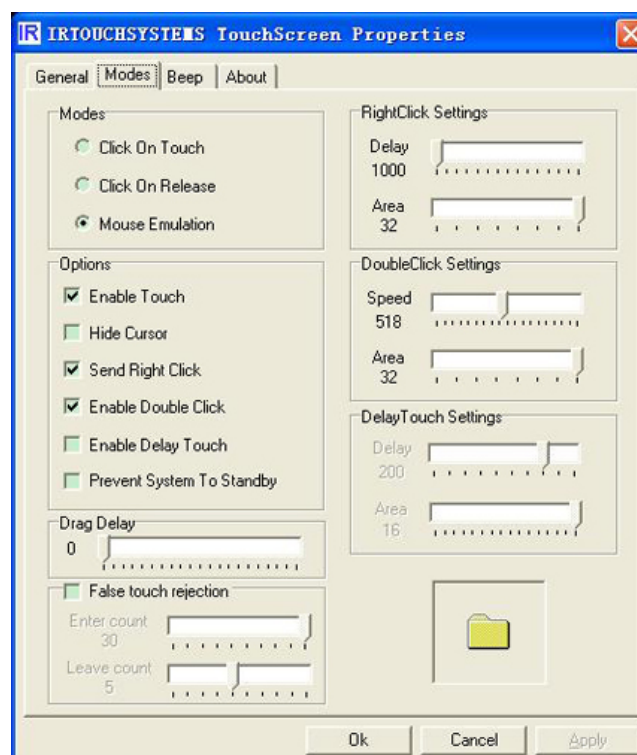 IR IRTOUCHSYSTEMS TouchScreen Properties
General Modes Beep About
Modes
Click On Touch
Click On Release
Mouse Emulation
Options
Enable Touch
Hide Cursor
Send Right Click
Enable Double Click
Enable Delay Touch
Prevent System To Standby
Drag Delay
0
False touch rejection
Enter count
30
Leave count
5
RightClick Settings
Delay
1000
Area
32
DoubleClick Settings
Speed
518
Area
32
DelayTouch Settings
Delay
200
Area
16
Ok Cancel Apply